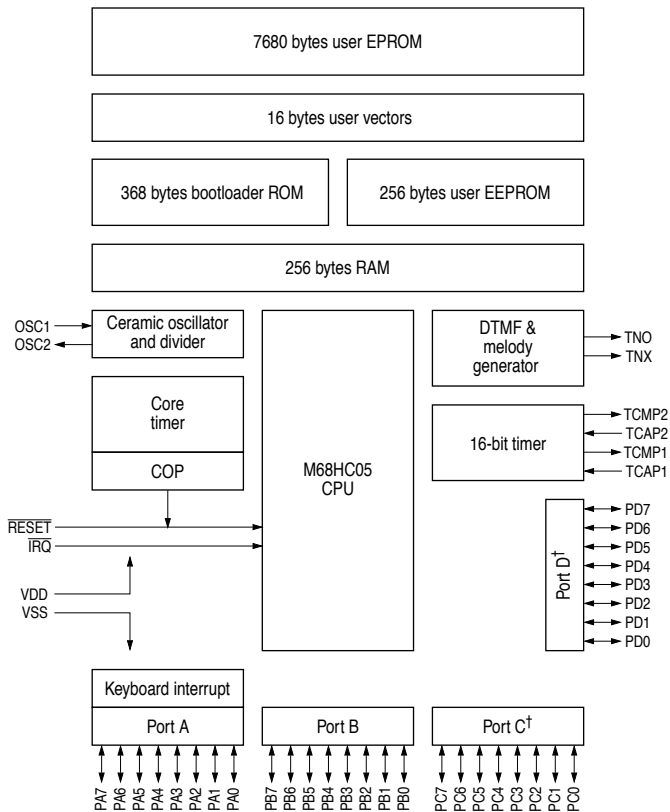 7680 bytes user EPROM
16 bytes user vectors
368 bytes bootloader ROM
256 bytes user EEPROM
256 bytes RAM
OSC1
OSC2
Ceramic oscillator
and divider
Core
timer
COP
RESET
IRQ
VDD
VSS
M68HC05
CPU
DTMF &
melody
generator
TNO
TNX
16-bit timer
TCMP2
TCAP2
TCMP1
TCAP1
Port D†
PD7
PD6
PD5
PD4
PD3
PD2
PD1
PD0
Keyboard interrupt
Port A
Port B
Port C†
PA7
PA6
PA5
PA4
PA3
PA2
PA1
PA0
PB7
PB6
PB5
PB4
PB3
PB2
PB1
PB0
PC7
PC6
PC5
PC4
PC3
PC2
PC1
PC0